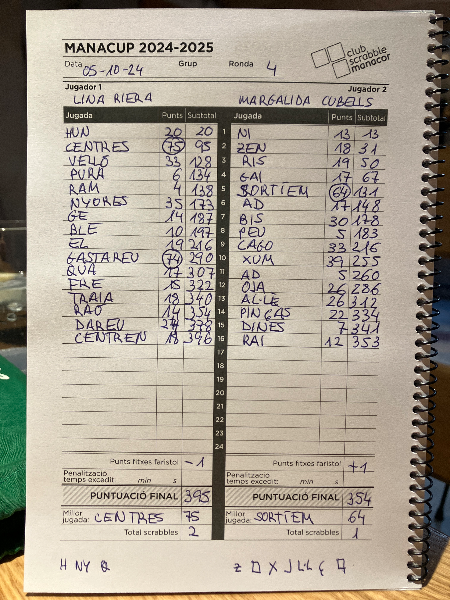 MANACUP 2024-2025
club scrabble manacor
Data 05-10-24 Grup Ronda 4
Jugador 1 Jugador 2
LINA RIERA MARGALIDA CUBELLS
Jugada Punts Subtotal Jugada Punts Subtotal
HUN 20 20 1 NI 13 13
CENTRES 75 95 2 ZEN 18 31
VELLÓ 33 128 3 RIS 19 50
PURA 6 134 4 GAI 17 67
RAM 4 138 5 SORTIEM 64 131
NYORES 35 173 6 AD 17 148
GE 14 187 7 BIS 30 178
BLE 10 197 8 PEU 5 183
EL 19 216 9 CAGO 33 216
GASTAREU 74 290 10 XUM 39 255
QUA 17 307 11 AD 5 260
FRE 15 322 12 OJA 26 286
TRAIA 18 340 13 AL·LE 26 312
RAO 14 354 14 PINGAS 22 334
DAREU 24 378 15 DINES 7 341
CENTREN 18 396 16 RAI 12 353
17
18
19
20
21
22
23
24
Punts fitxes faristol -1 Punts fitxes faristol +1
Penalització temps excedit: min s Penalització temps excedit: min s
PUNTUACIÓ FINAL 395 PUNTUACIÓ FINAL 354
Millor jugada: CENTRES 75 Millor jugada: SORTIEM 64
Total scrabbles 2 Total scrabbles 1
H NY Q Z X J L·L Ç